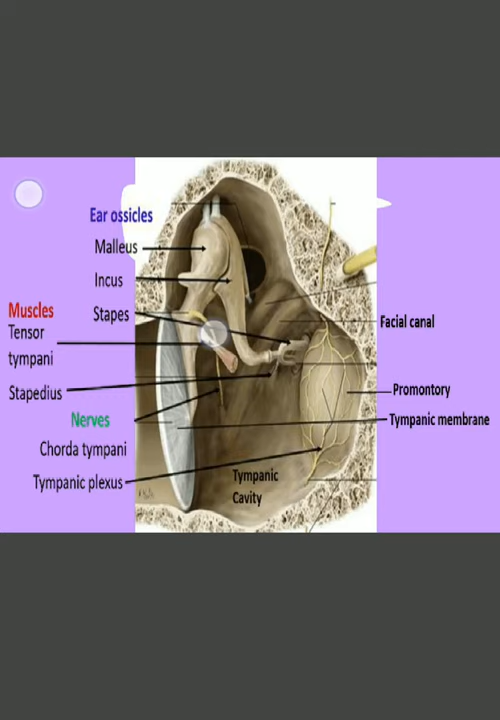 Ear ossicles
Malleus
Incus
Stapes
Muscles
Tensor
tympani
Stapedius
Nerves
Chorda tympani
Tympanic plexus
Facial canal
Promontory
Tympanic membrane
Tympanic
Cavity